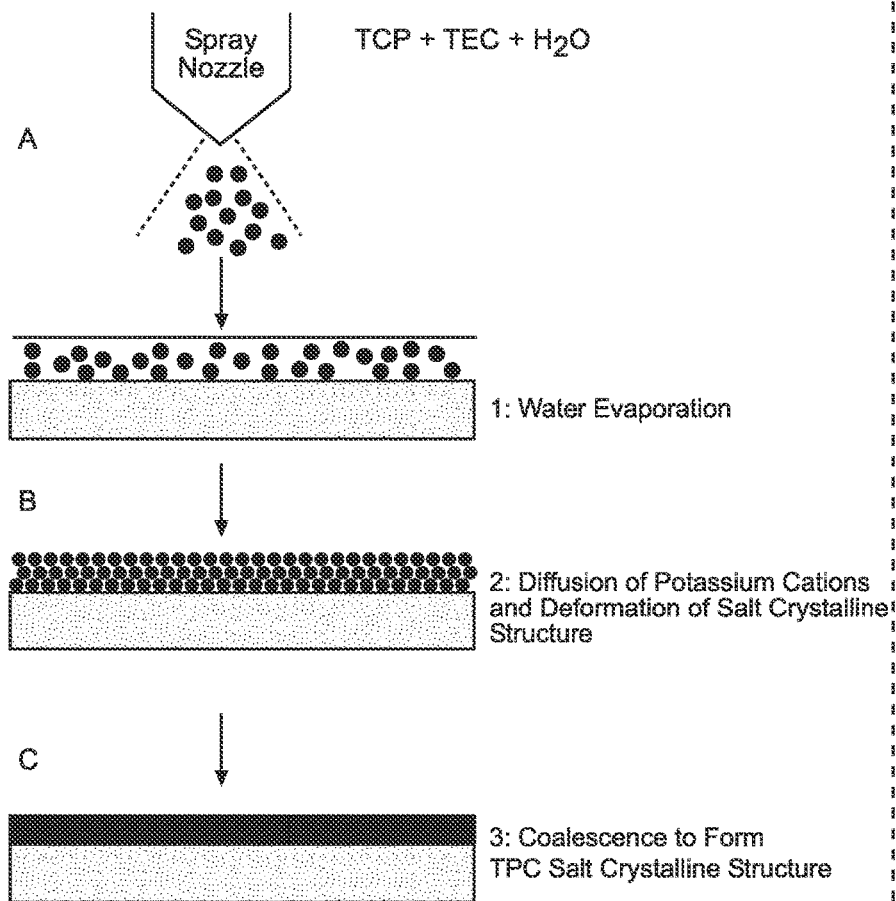 Spray
Nozzle
TCP + TEC + H₂O
A
1: Water Evaporation
B
2: Diffusion of Potassium Cations
and Deformation of Salt Crystalline
Structure
C
3: Coalescence to Form
TPC Salt Crystalline Structure